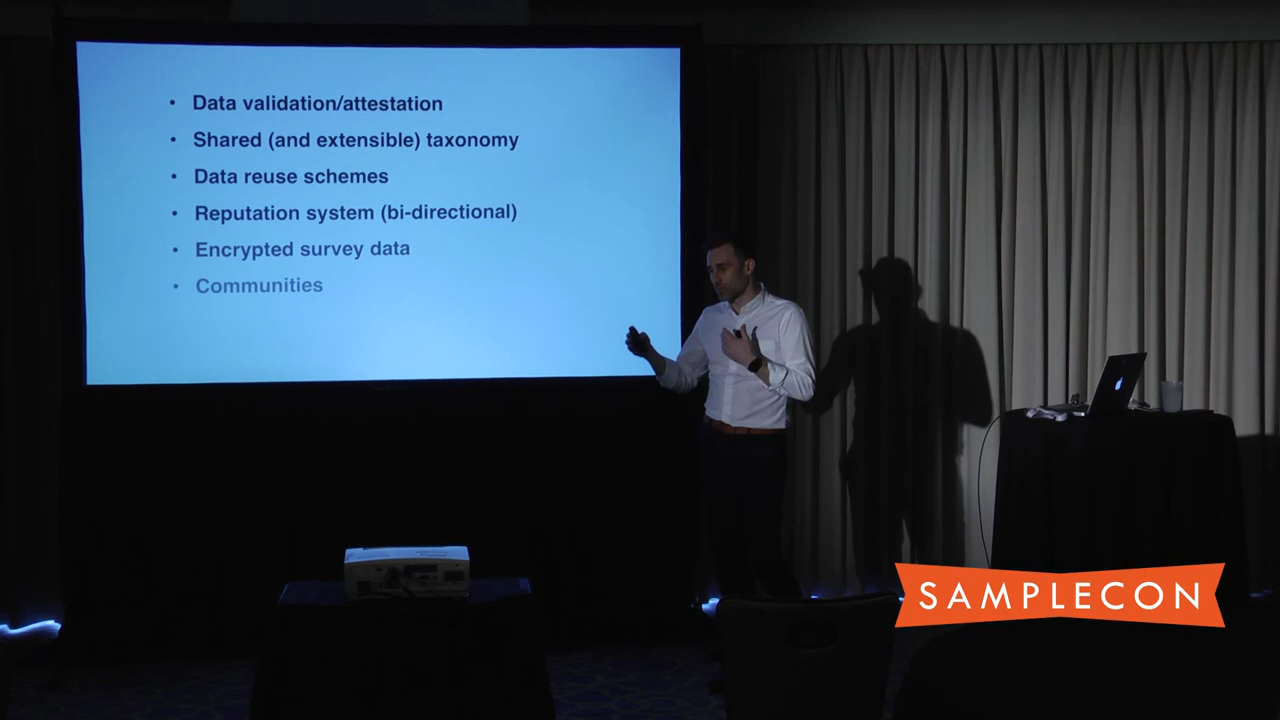 • Data validation/attestation
• Shared (and extensible) taxonomy
• Data reuse schemes
• Reputation system (bi-directional)
• Encrypted survey data
• Communities
SAMPLECON